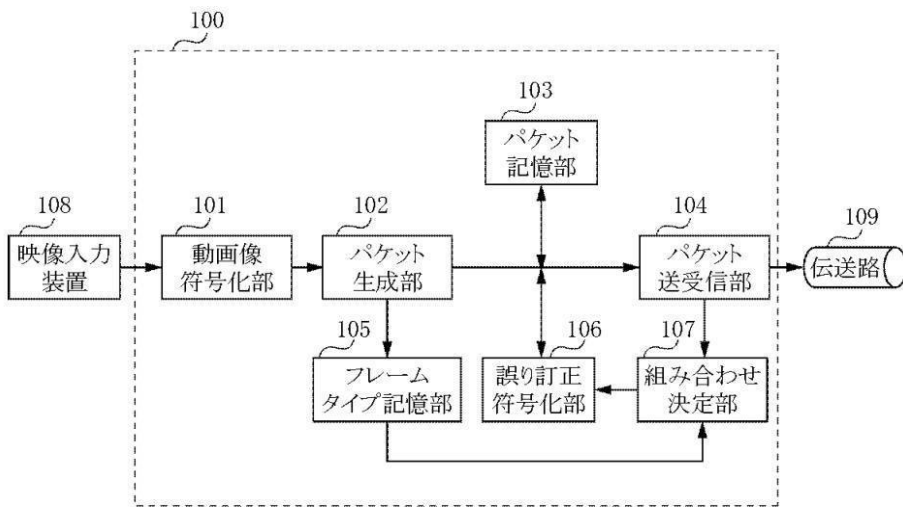 100
103
パケット
記憶部
108
映像入力
装置
101
動画像
符号化部
102
パケット
生成部
104
パケット
送受信部
109
伝送路
105
フレーム
タイプ記憶部
106
誤り訂正
符号化部
107
組み合わせ
決定部